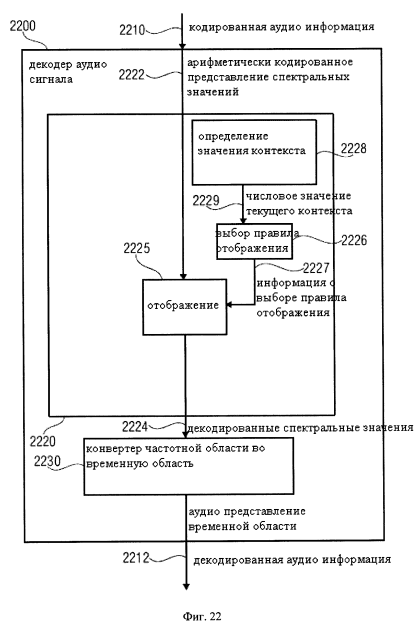 2200
2210
кодированная аудио информация
декодер аудио
сигнала
2222
арифметически кодированное
представление спектральных
значений
определение
значения контекста
2228
2229
числовое значение
текущего контекста
выбор правила
отображения
2226
2225
2227
информация о
выборе правила
отображения
отображение
2224
декодированные спектральные значения
2220
2230
конвертер частотной области во
временную область
аудио представление
временной области
2212
декодированная аудио информация
Фиг. 22